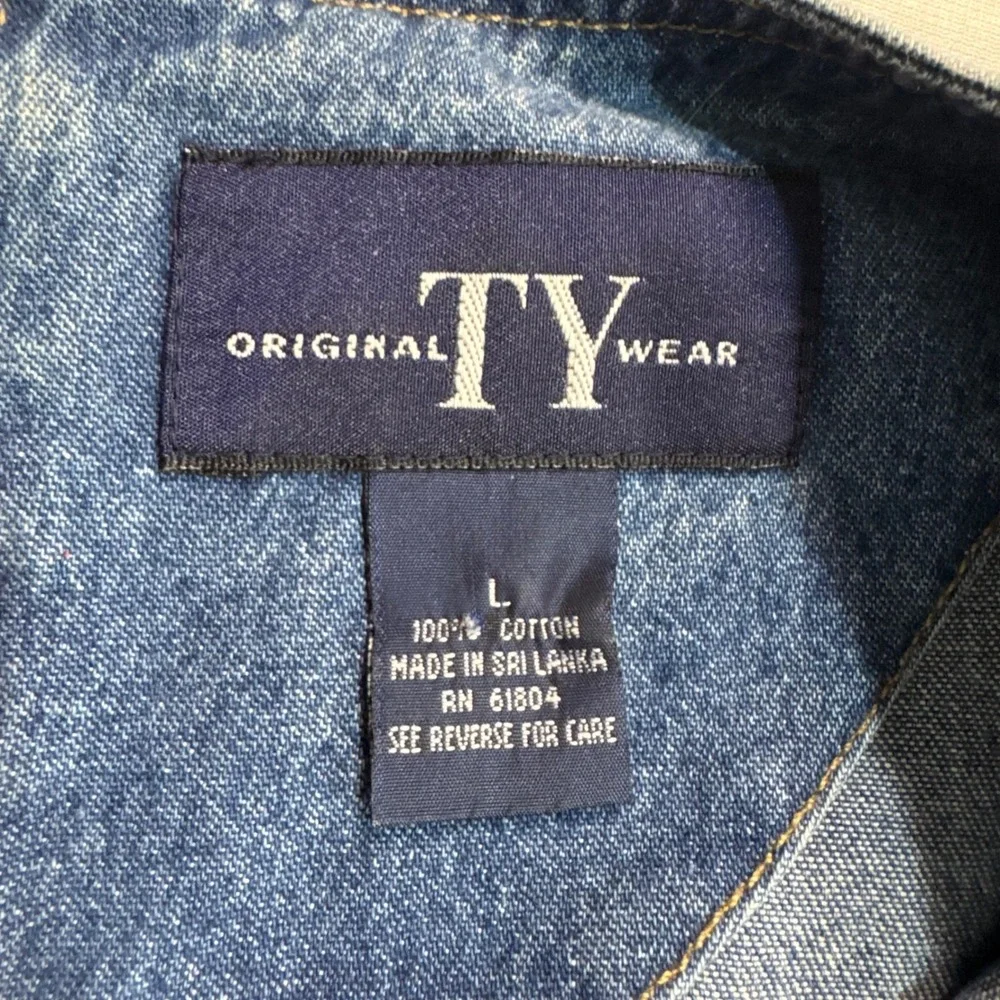 ORIGINAL TY WEAR
L
100% COTTON
MADE IN SRI LANKA
RN 61804
SEE REVERSE FOR CARE